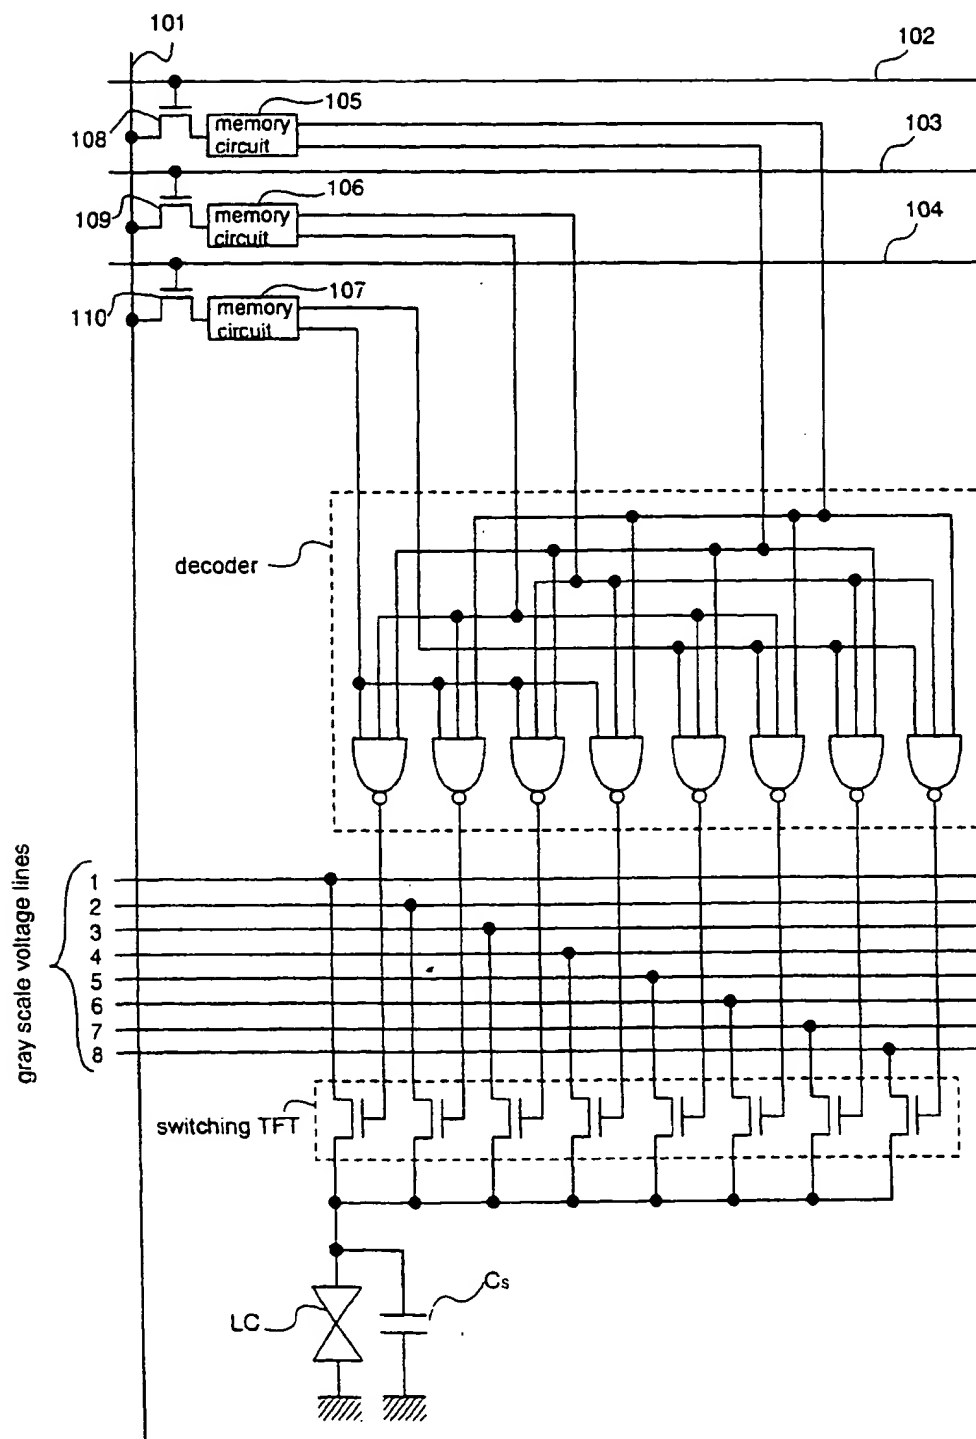 101
102
105
memory
circuit
108
103
106
memory
circuit
109
104
107
memory
circuit
110
decoder
gray scale voltage lines
1
2
3
4
5
6
7
8
switching TFT
LC
Cs